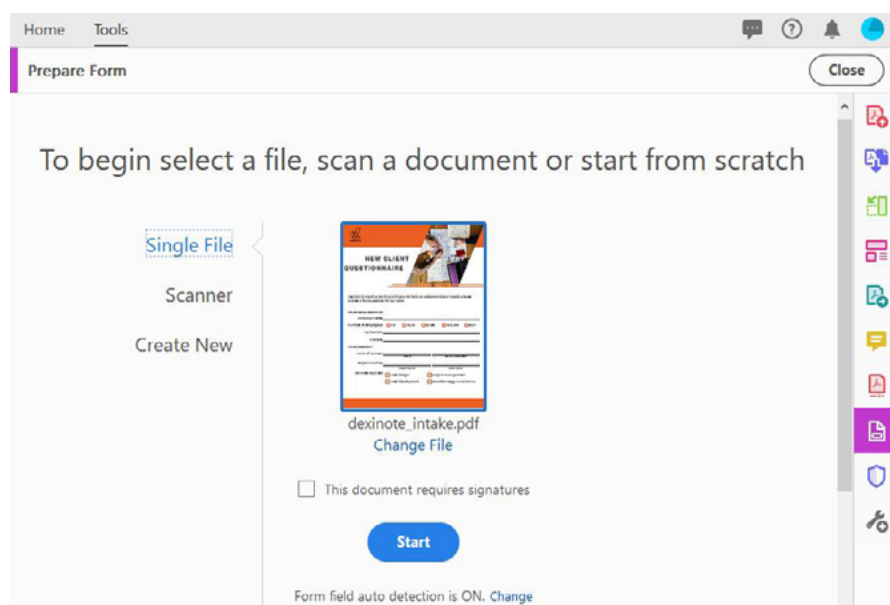 Home Tools
Prepare Form
Close
To begin select a file, scan a document or start from scratch
Single File
Scanner
Create New
NEW CLIENT
QUESTIONNAIRE
dexinote_intake.pdf
Change File
This document requires signatures
Start
Form field auto detection is ON. Change